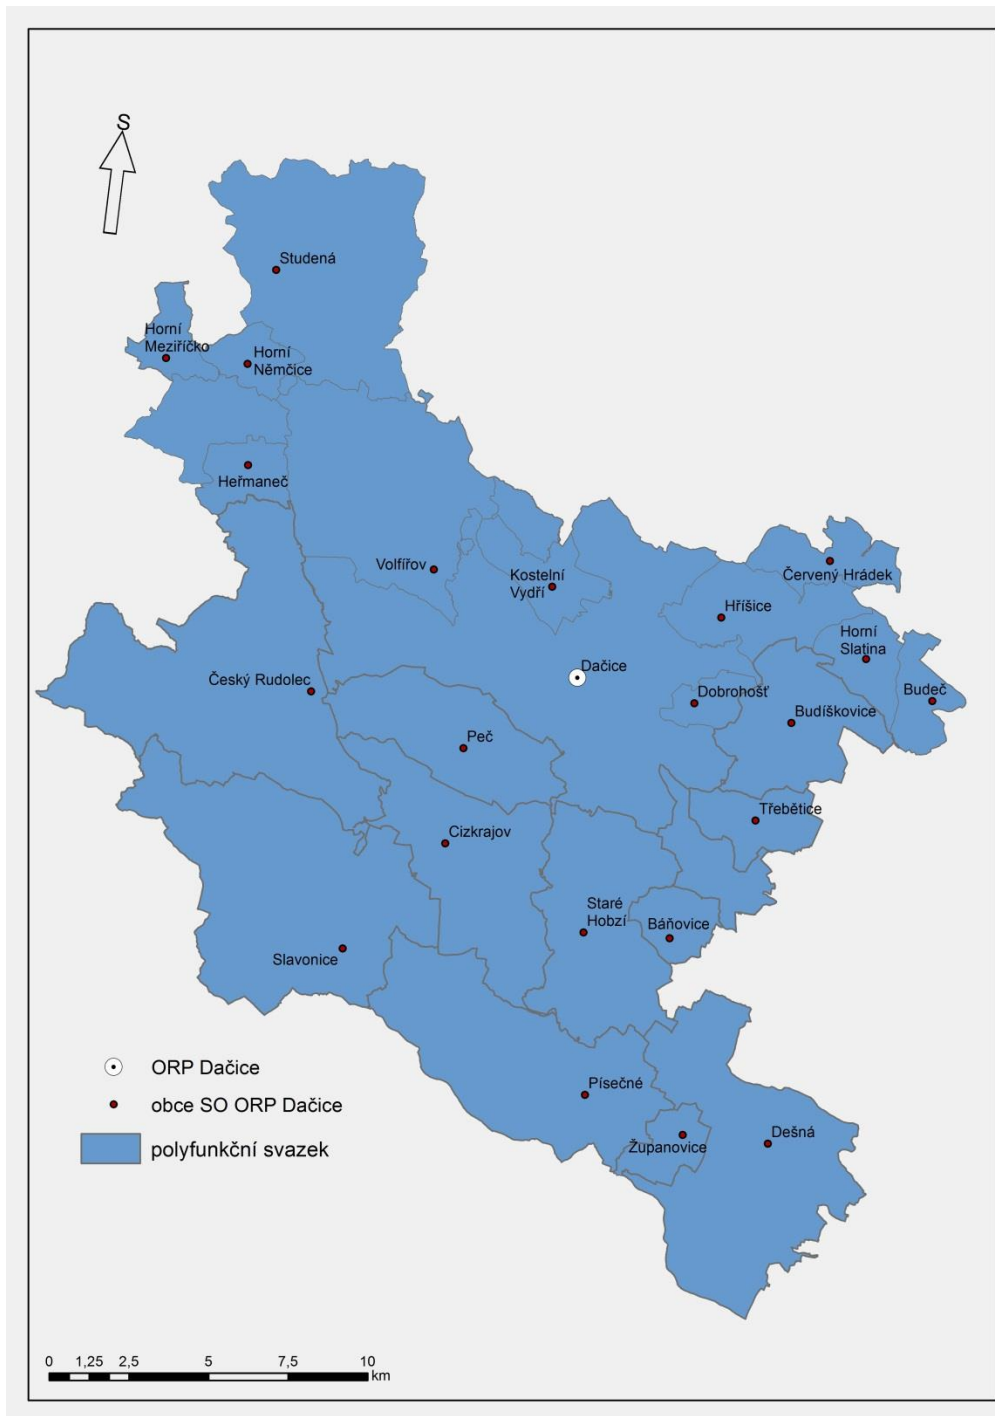 S
Studená
Horní
Meziříčko
Horní
Němčice
Heřmaneč
Volfířov
Kostelní
Vydří
Červený Hrádek
Hříšice
Horní
Slatina
Dačice
Český Rudolec
Dobrohošť
Budeč
Budíškovice
Peč
Třebětice
Cizkrajov
Staré
Hobzí
Báňovice
Slavonice
ORP Dačice
Písečné
obce SO ORP Dačice
Dešná
Županovice
polyfunkční svazek
0 1,25 2,5 5 7,5 10
km